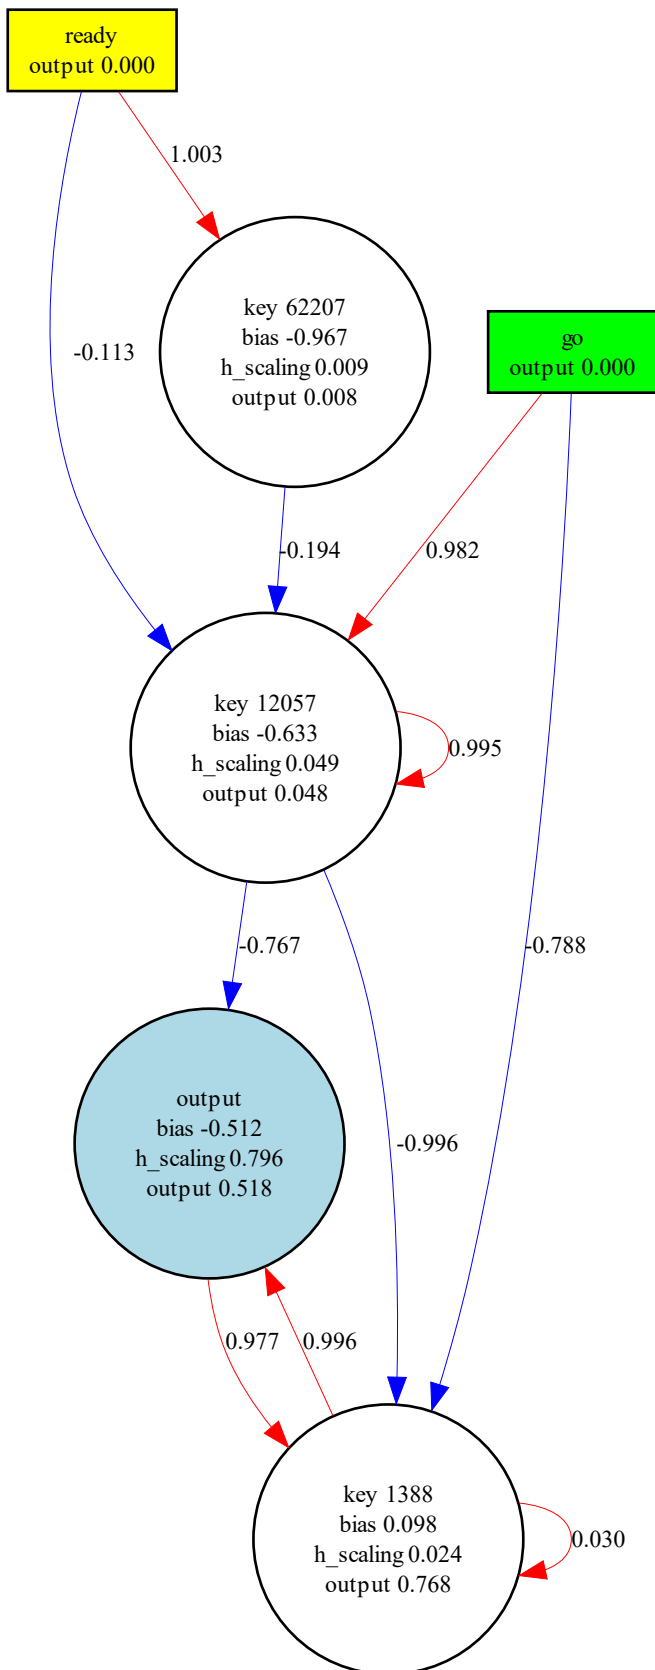 ready
output 0.000
1.003
key 62207
bias -0.967
h_scaling 0.009
output 0.008
go
output 0.000
-0.113
-0.194
0.982
key 12057
bias -0.633
h_scaling 0.049
output 0.048
0.995
-0.767
-0.788
output
bias -0.512
h_scaling 0.796
output 0.518
-0.996
0.977
0.996
key 1388
bias 0.098
h_scaling 0.024
output 0.768
0.030